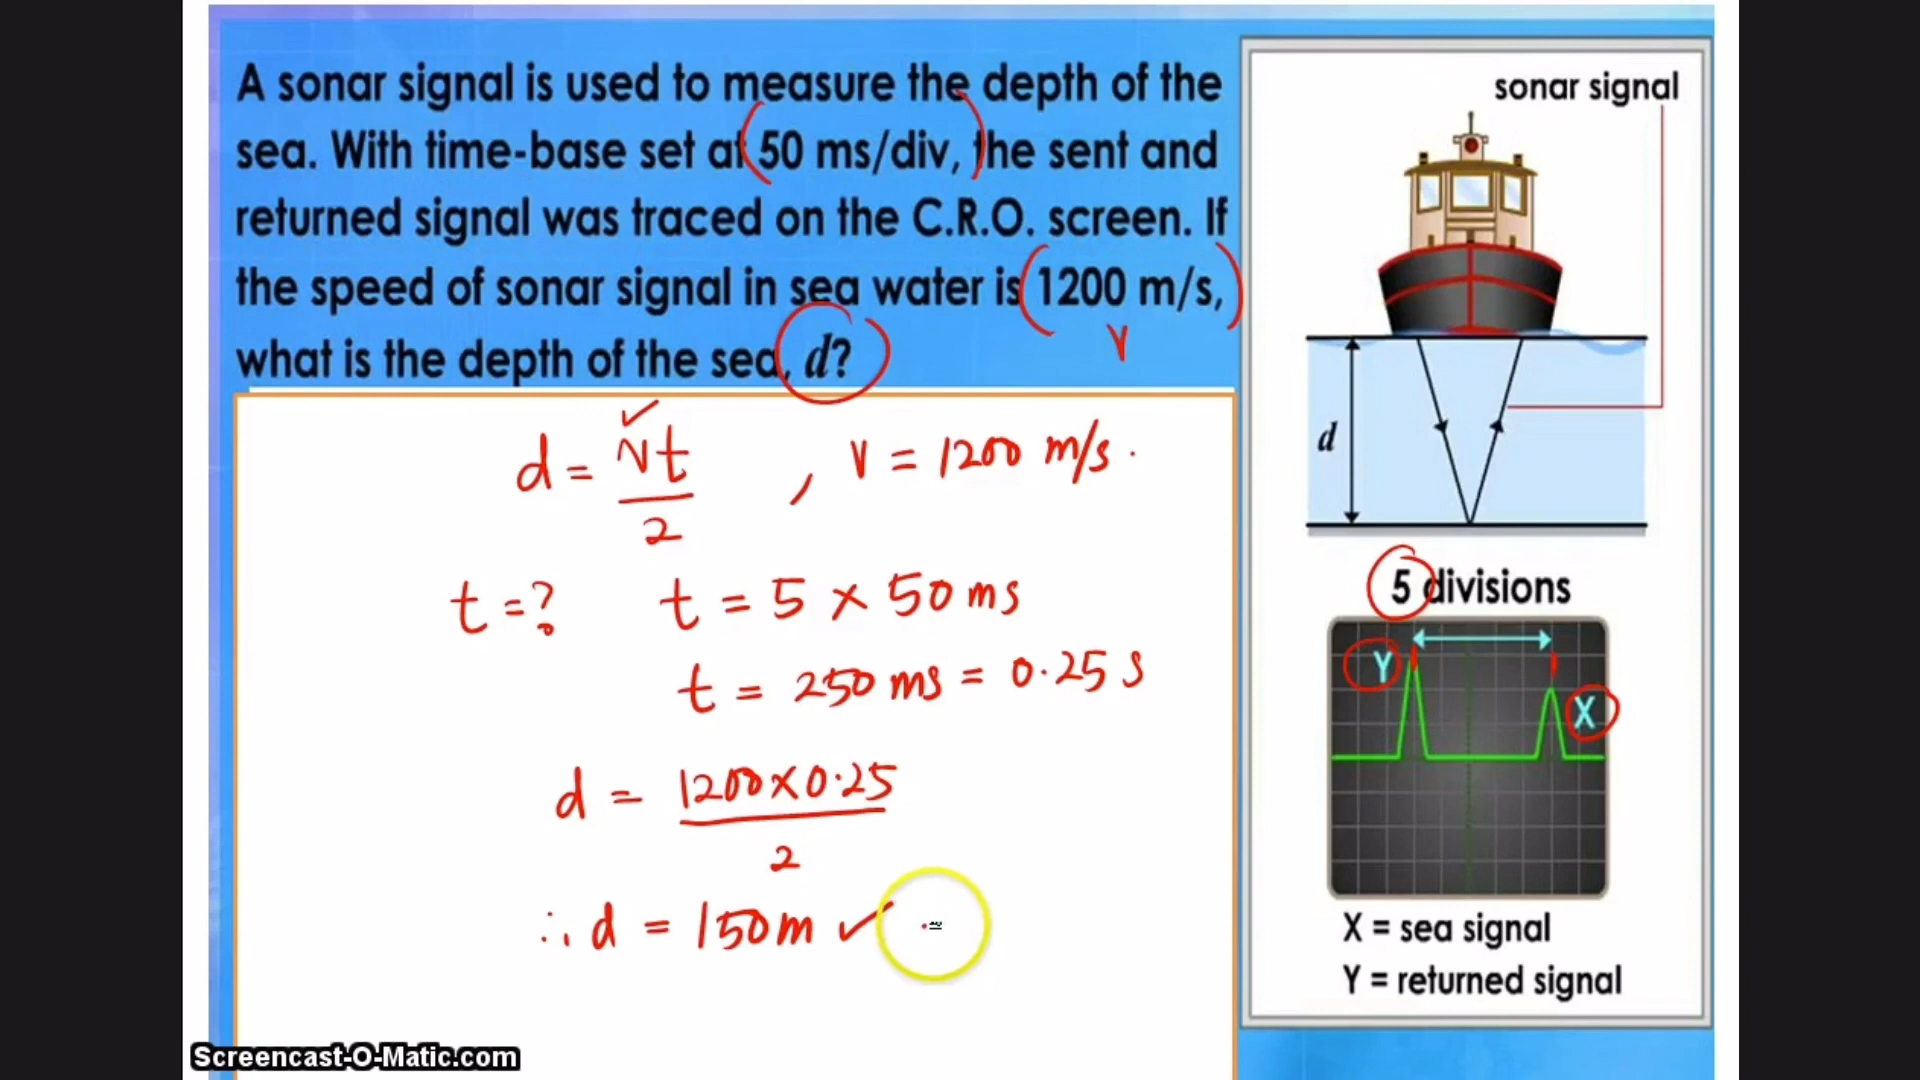 A sonar signal is used to measure the depth of the
sea. With time-base set at 50 ms/div, the sent and
returned signal was traced on the C.R.O. screen. If
the speed of sonar signal in sea water is 1200 m/s,
what is the depth of the sea, d?
v
d = vt/2 , v = 1200 m/s.
t = ? t = 5 × 50 ms
t = 250 ms = 0.25 s
d = 1200 × 0.25 / 2
∴ d = 150m ✓
sonar signal
d
5 divisions
Y
X
X = sea signal
Y = returned signal
Screencast-O-Matic.com